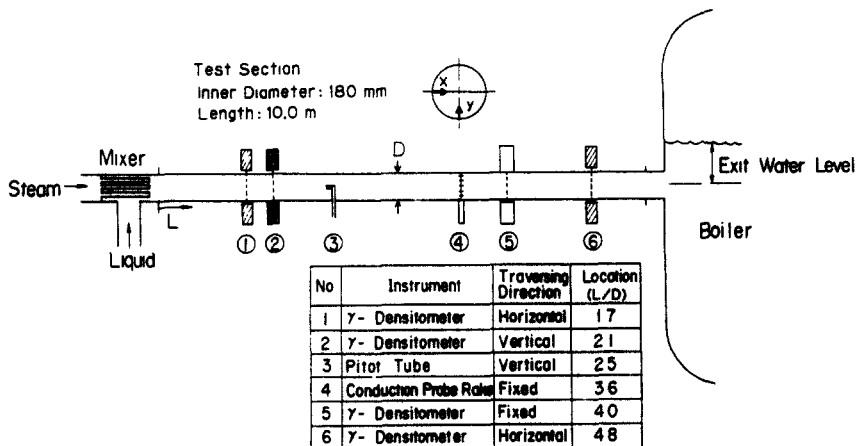 Test Section
Inner Diameter: 180 mm
Length: 10.0 m
X
Y
Mixer
D
Exit Water Level
Steam
L
Boiler
① ② ③ ④ ⑤ ⑥
Liquid
No Instrument Traversing Direction Location (L/D)
1 γ- Densitometer Horizontal 17
2 γ- Densitometer Vertical 21
3 Pitot Tube Vertical 25
4 Conduction Probe Rake Fixed 36
5 γ- Densitometer Fixed 40
6 γ- Densitometer Horizontal 48